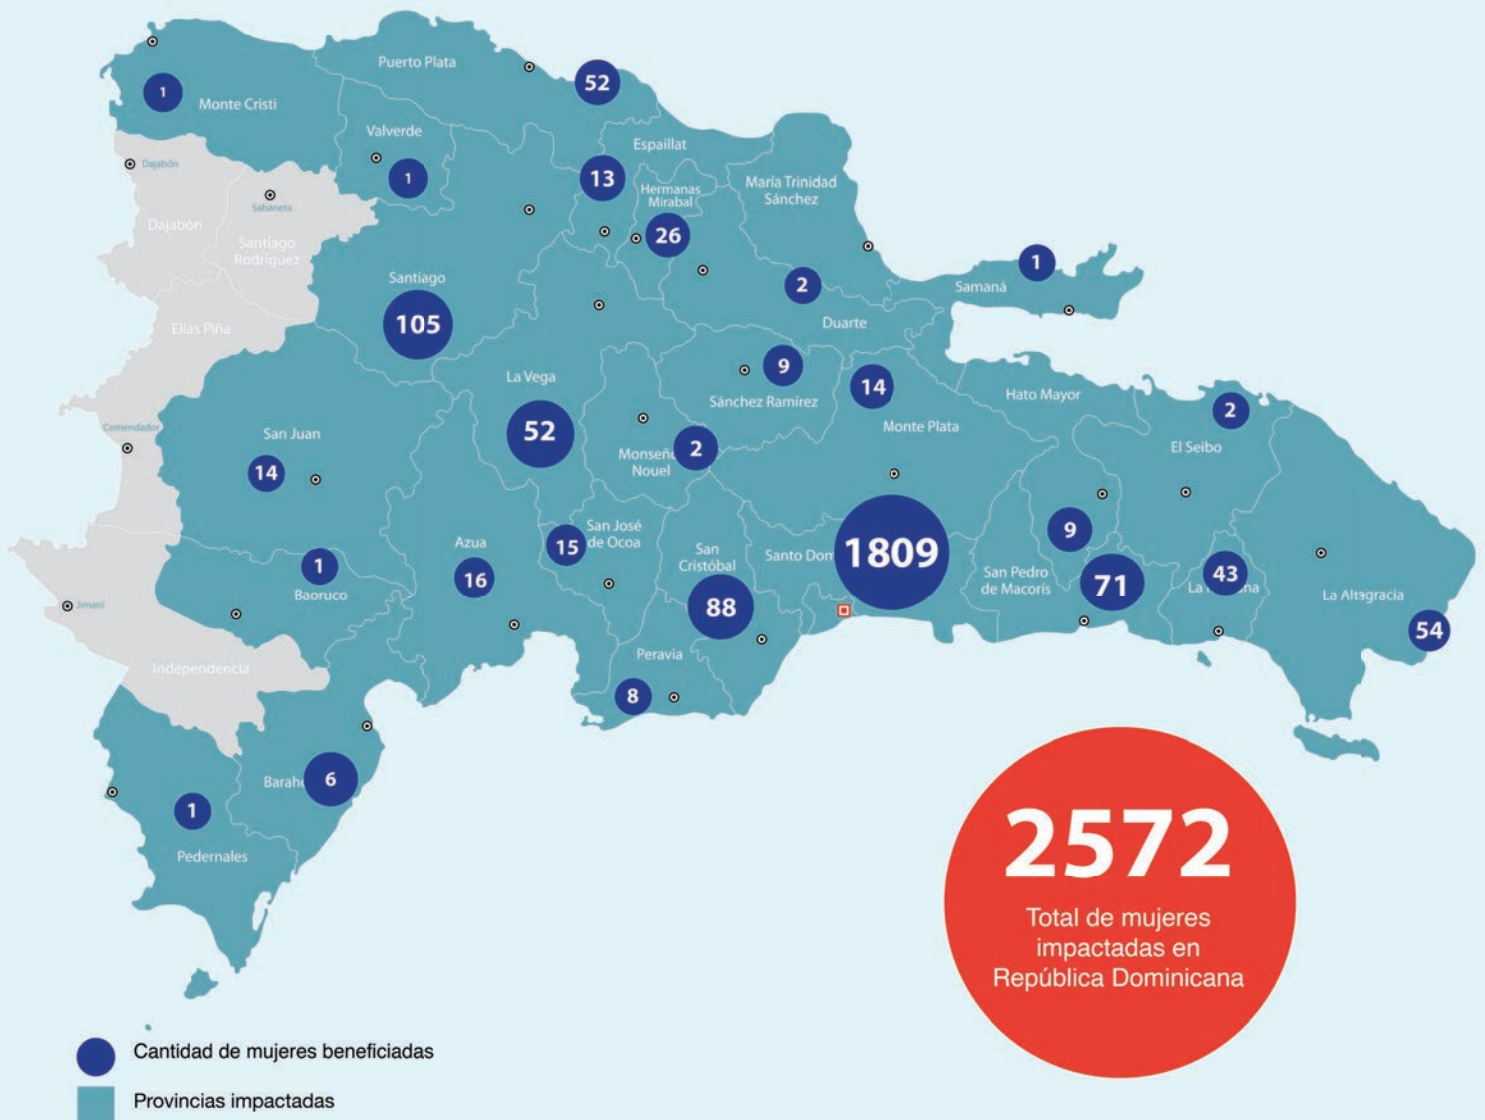 Puerto Plata
52
1
Monte Cristi
Valverde
1
Espaillat
13
Hermanas
Mirabal
26
María Trinidad
Sánchez
Dajabón
Dajabón
Sabaneta
Santiago
Rodríguez
Elías Piña
Santiago
105
2
Duarte
1
Samaná
La Vega
52
9
Sánchez Ramírez
14
Monte Plata
Hato Mayor
2
El Seibo
Comendador
San Juan
14
2
Nouel
San José
de Ocoa
15
Azua
16
San
Cristóbal
88
Santo Dom
1809
9
San Pedro
de Macorís
71
43
La
La Altagracia
54
1
Baoruco
Jimaní
Independencia
Peravia
8
6
1
Pedernales
2572
Total de mujeres
impactadas en
República Dominicana
Cantidad de mujeres beneficiadas
Provincias impactadas